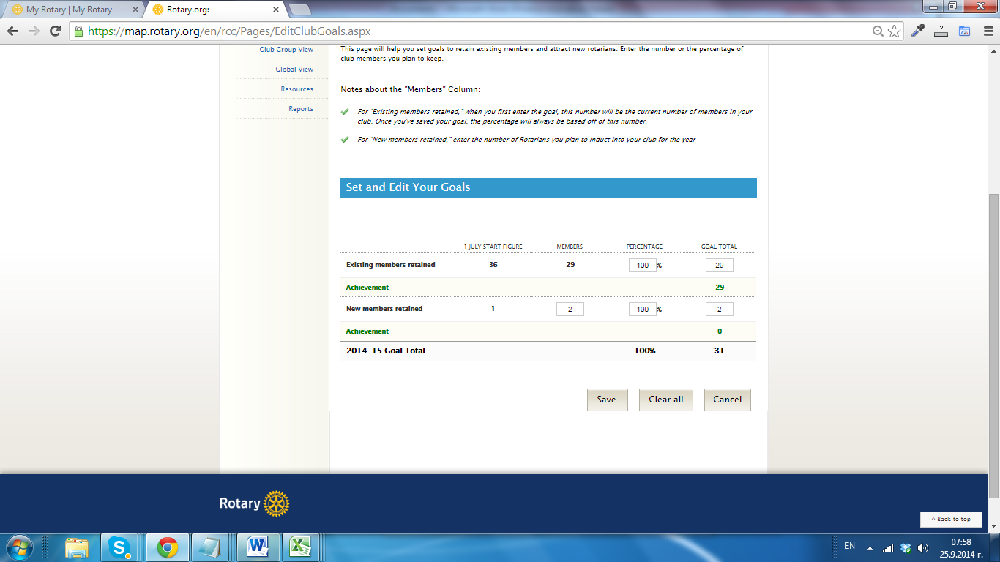 My Rotary | My Rotary
Rotary.org:
https://map.rotary.org/en/rcc/Pages/EditClubGoals.aspx
Club Group View
Global View
Resources
Reports
This page will help you set goals to retain existing members and attract new rotarians. Enter the number or the percentage of
club members you plan to keep.
Notes about the "Members" Column:
For "Existing members retained," when you first enter the goal, this number will be the current number of members in your
club. Once you've saved your goal, the percentage will always be based off of this number.
For "New members retained," enter the number of Rotarians you plan to induct into your club for the year
Set and Edit Your Goals
1 JULY START FIGURE MEMBERS PERCENTAGE GOAL TOTAL
Existing members retained 36 29 100 % 29
Achievement 29
New members retained 1 2 100 % 2
Achievement 0
2014-15 Goal Total 100% 31
Save Clear all Cancel
Rotary
^ Back to top
EN
07:58
25.9.2014 г.